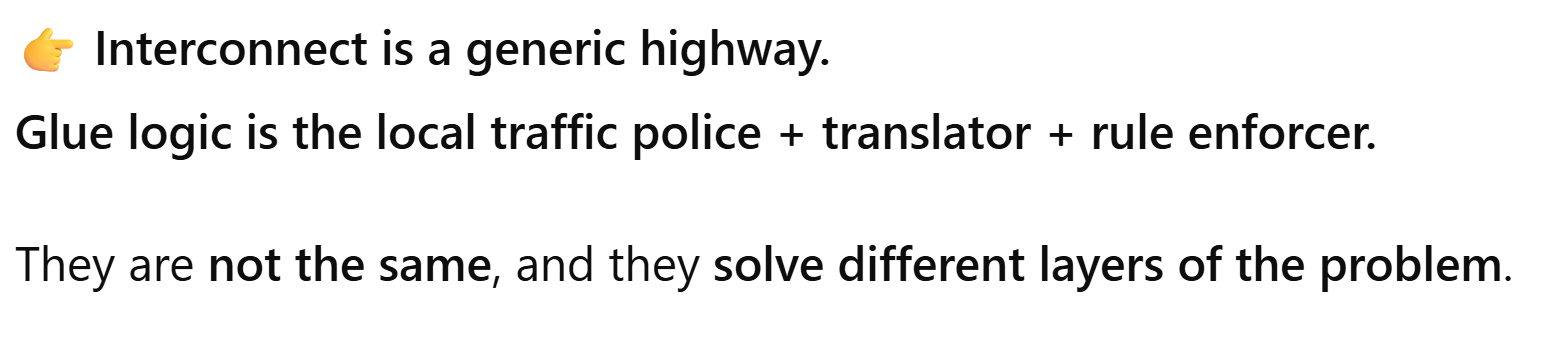 👉 Interconnect is a generic highway.
Glue logic is the local traffic police + translator + rule enforcer.
They are not the same, and they solve different layers of the problem.